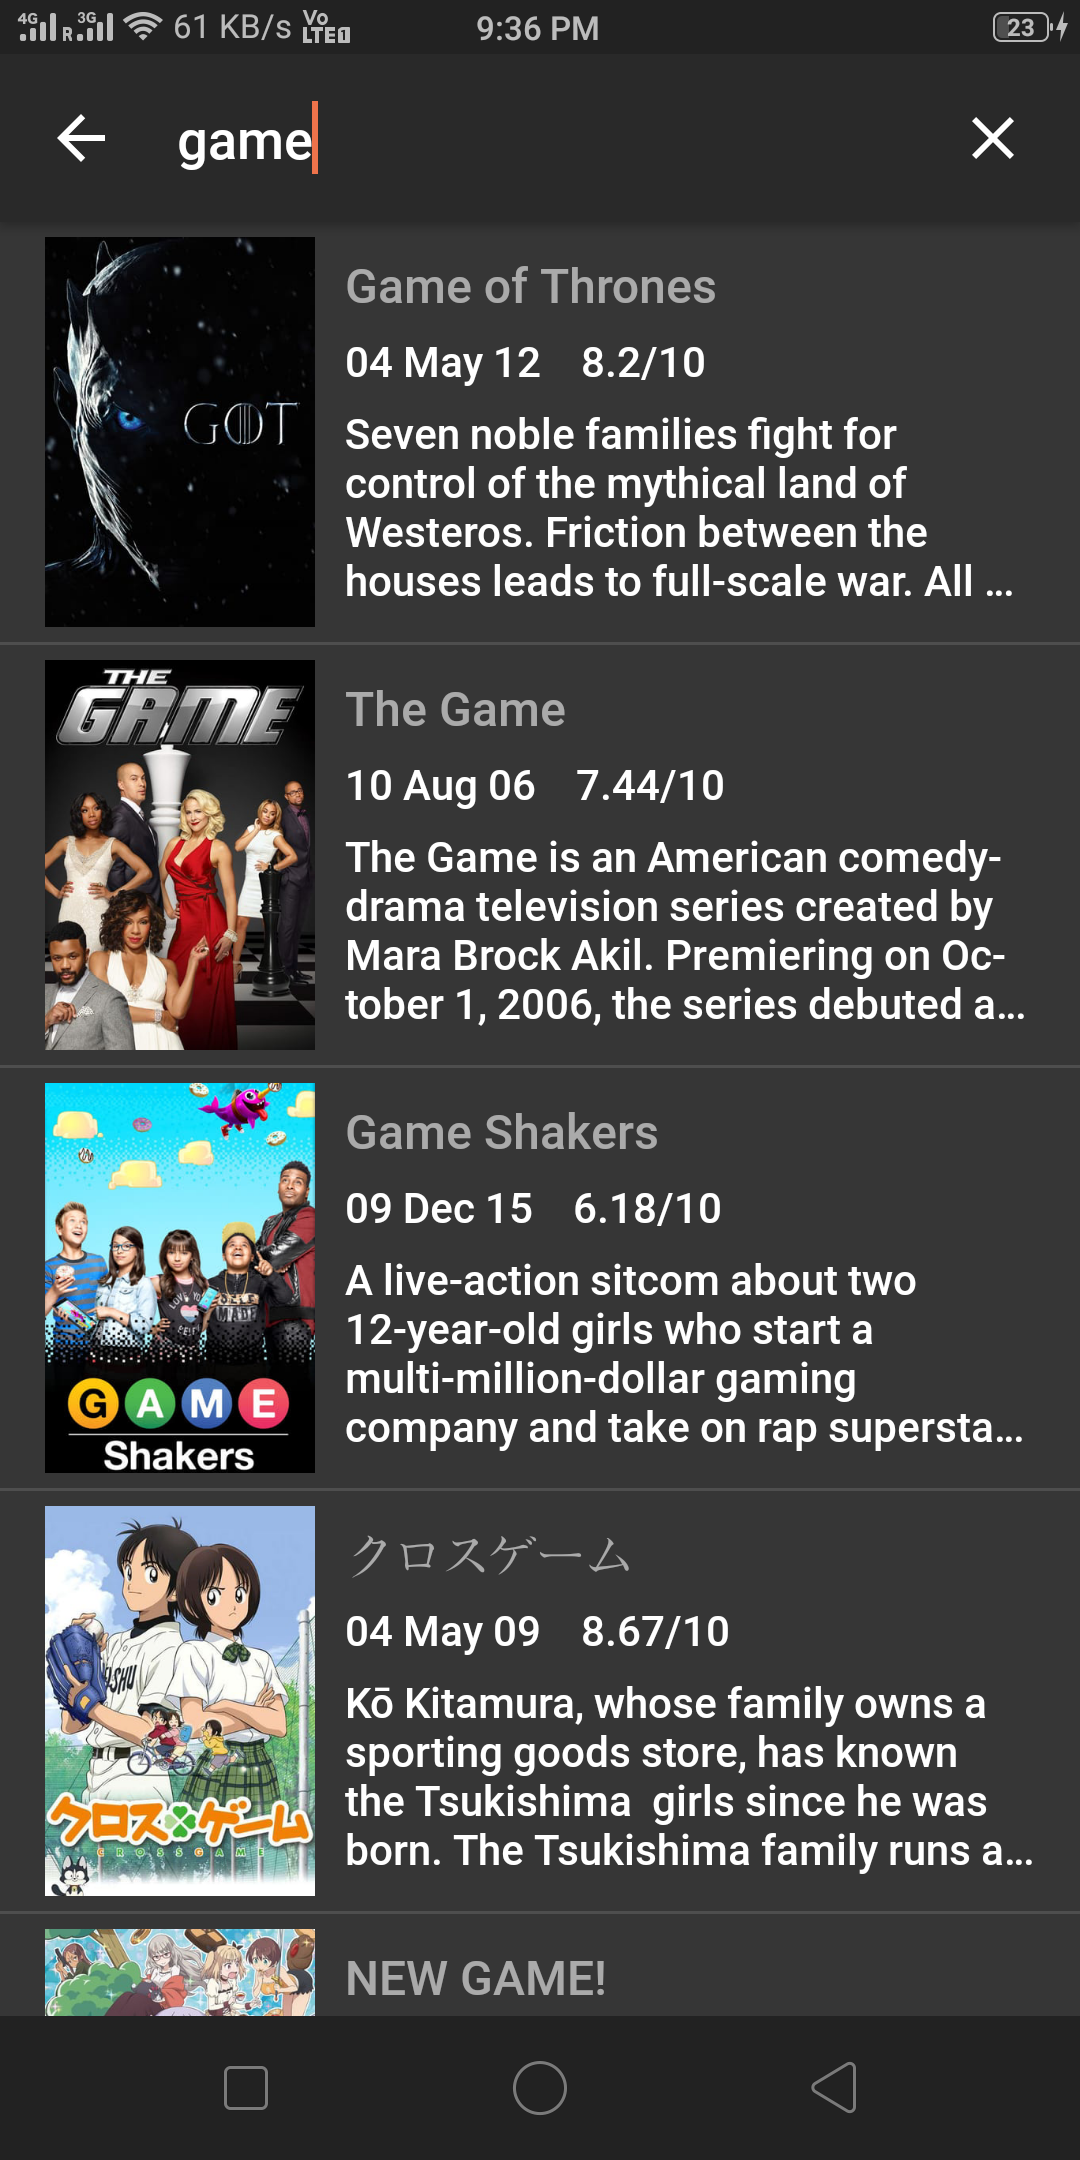 4G R 3G 61 KB/s Vo LTE1 9:36 PM 23
game
GOT
Game of Thrones
04 May 12 8.2/10
Seven noble families fight for
control of the mythical land of
Westeros. Friction between the
houses leads to full-scale war. All ...
THE
GAME
The Game
10 Aug 06 7.44/10
The Game is an American comedy-
drama television series created by
Mara Brock Akil. Premiering on Oc-
tober 1, 2006, the series debuted a...
GAME
Shakers
Game Shakers
09 Dec 15 6.18/10
A live-action sitcom about two
12-year-old girls who start a
multi-million-dollar gaming
company and take on rap supersta...
クロスゲーム
CROSS GAME
クロスゲーム
04 May 09 8.67/10
Kō Kitamura, whose family owns a
sporting goods store, has known
the Tsukishima  girls since he was
born. The Tsukishima family runs a...
NEW GAME!